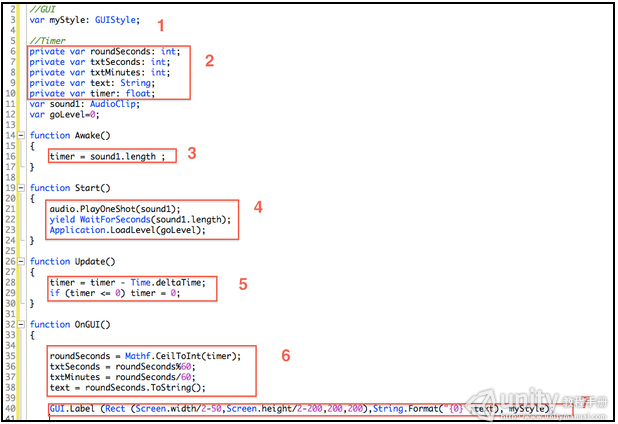 2 //GUI
3 var myStyle: GUIStyle;
1
4
5 //Timer
6 private var roundSeconds: int;
7 private var txtSeconds: int;
2
8 private var txtMinutes: int;
9 private var text: String;
10 private var timer: float;
11 var sound1: AudioClip;
12 var goLevel=0;
13
14 function Awake()
15 {
16 timer = sound1.length ;
3
17 }
18
19 function Start()
20 {
21 audio.PlayOneShot(sound1);
4
22 yield WaitForSeconds(sound1.length);
23 Application.LoadLevel(goLevel);
24 }
25
26 function Update()
27 {
28 timer = timer - Time.deltaTime;
5
29 if (timer <= 0) timer = 0;
30 }
31
32 function OnGUI()
33 {
34
35 roundSeconds = Mathf.CeilToInt(timer);
6
36 txtSeconds = roundSeconds%60;
37 txtMinutes = roundSeconds/60;
38 text = roundSeconds.ToString();
39
40 GUI.Label (Rect (Screen.width/2-50,Screen.height/2-200,200,200),String.Format("{0}",text), myStyle)
7
41
unity